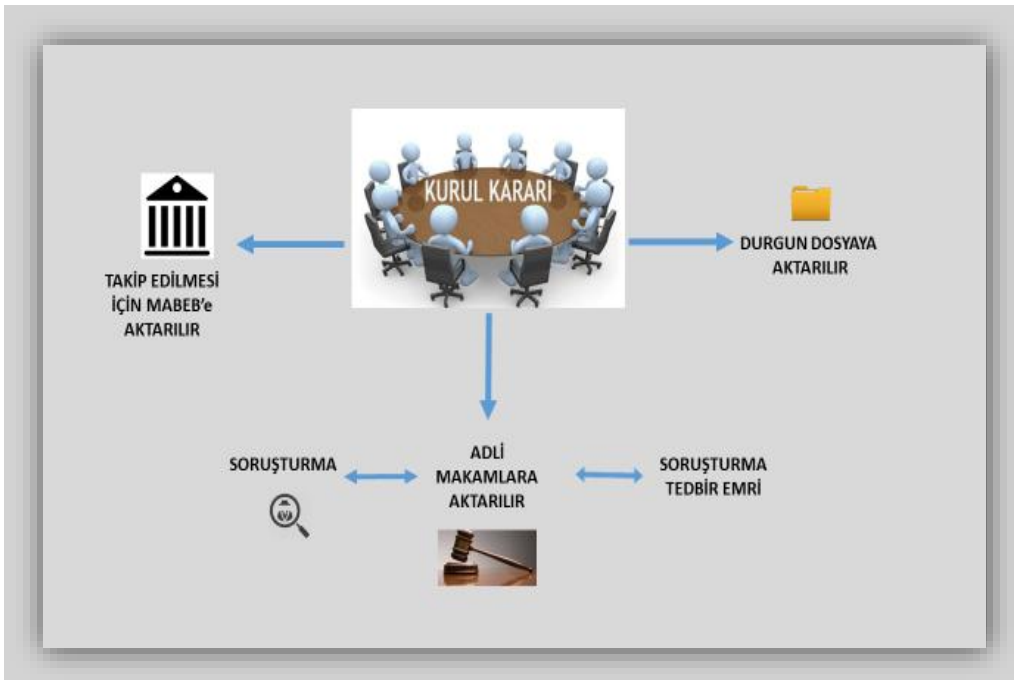 KURUL KARARI
TAKİP EDİLMESİ
İÇİN MABEB'e
AKTARILIR
DURGUN DOSYAYA
AKTARILIR
SORUŞTURMA
ADLİ
MAKAMLARA
AKTARILIR
SORUŞTURMA
TEDBİR EMRİ